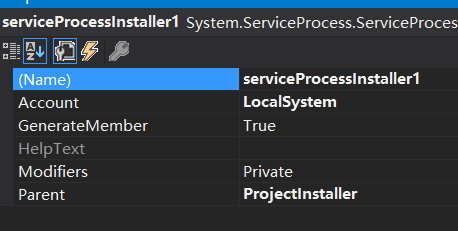 serviceProcessInstaller1 System.ServiceProcess.ServiceProces
(Name) serviceProcessInstaller1
Account LocalSystem
GenerateMember True
HelpText
Modifiers Private
Parent ProjectInstaller